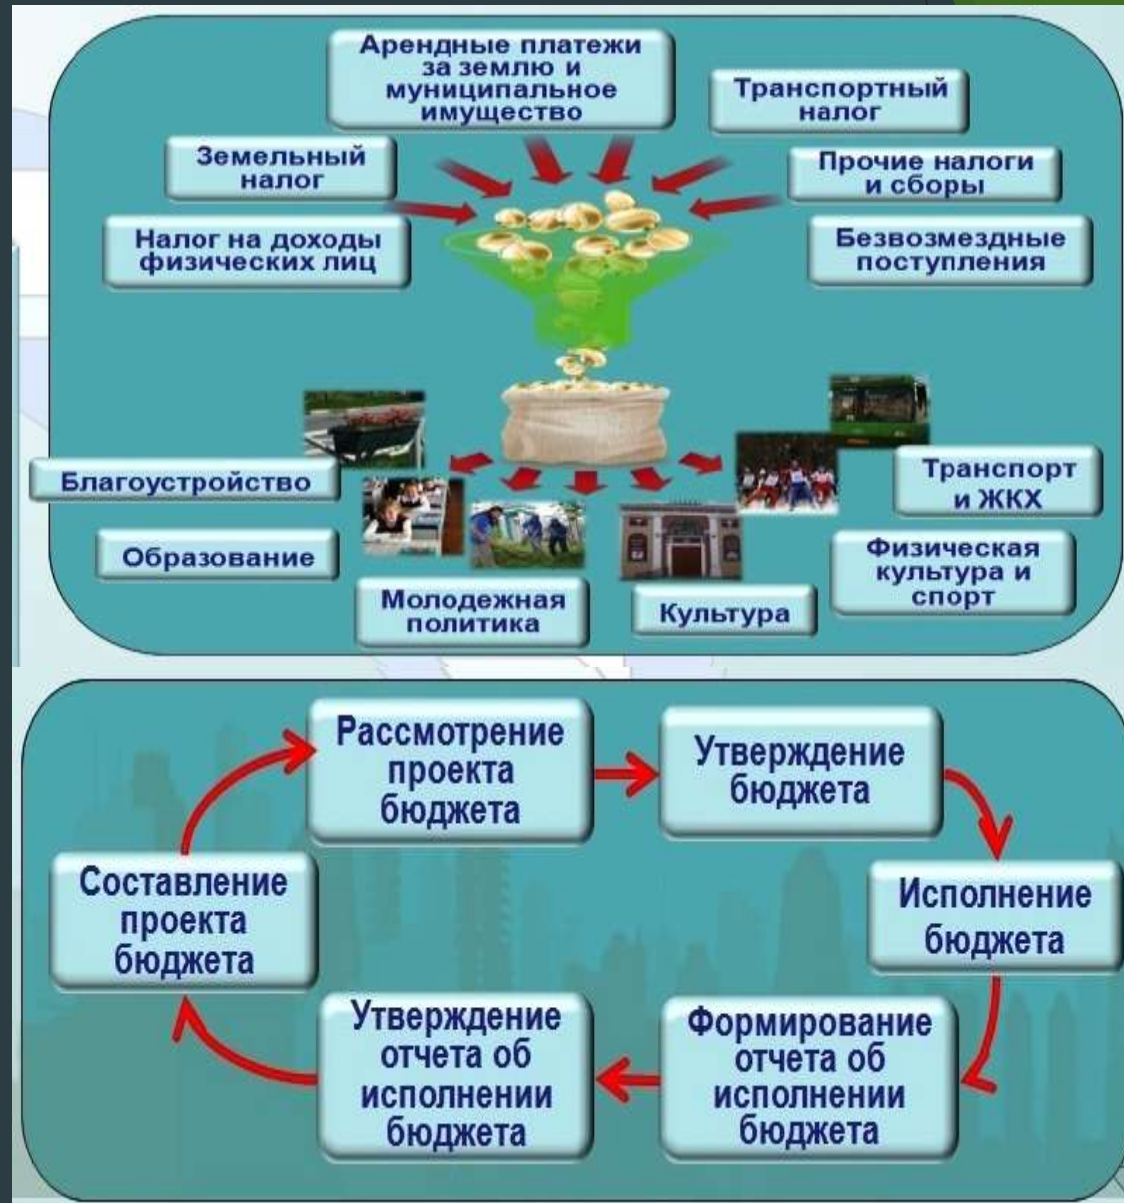 Арендные платежи
за землю и
муниципальное
имущество
Транспортный
налог
Земельный
налог
Прочие налоги
и сборы
Налог на доходы
физических лиц
Безвозмездные
поступления
Благоустройство
Транспорт
и ЖКХ
Образование
Физическая
культура и
спорт
Молодежная
политика
Культура
Рассмотрение
проекта
бюджета
Утверждение
бюджета
Составление
проекта
бюджета
Исполнение
бюджета
Утверждение
отчета об
исполнении
бюджета
Формирование
отчета об
исполнении
бюджета